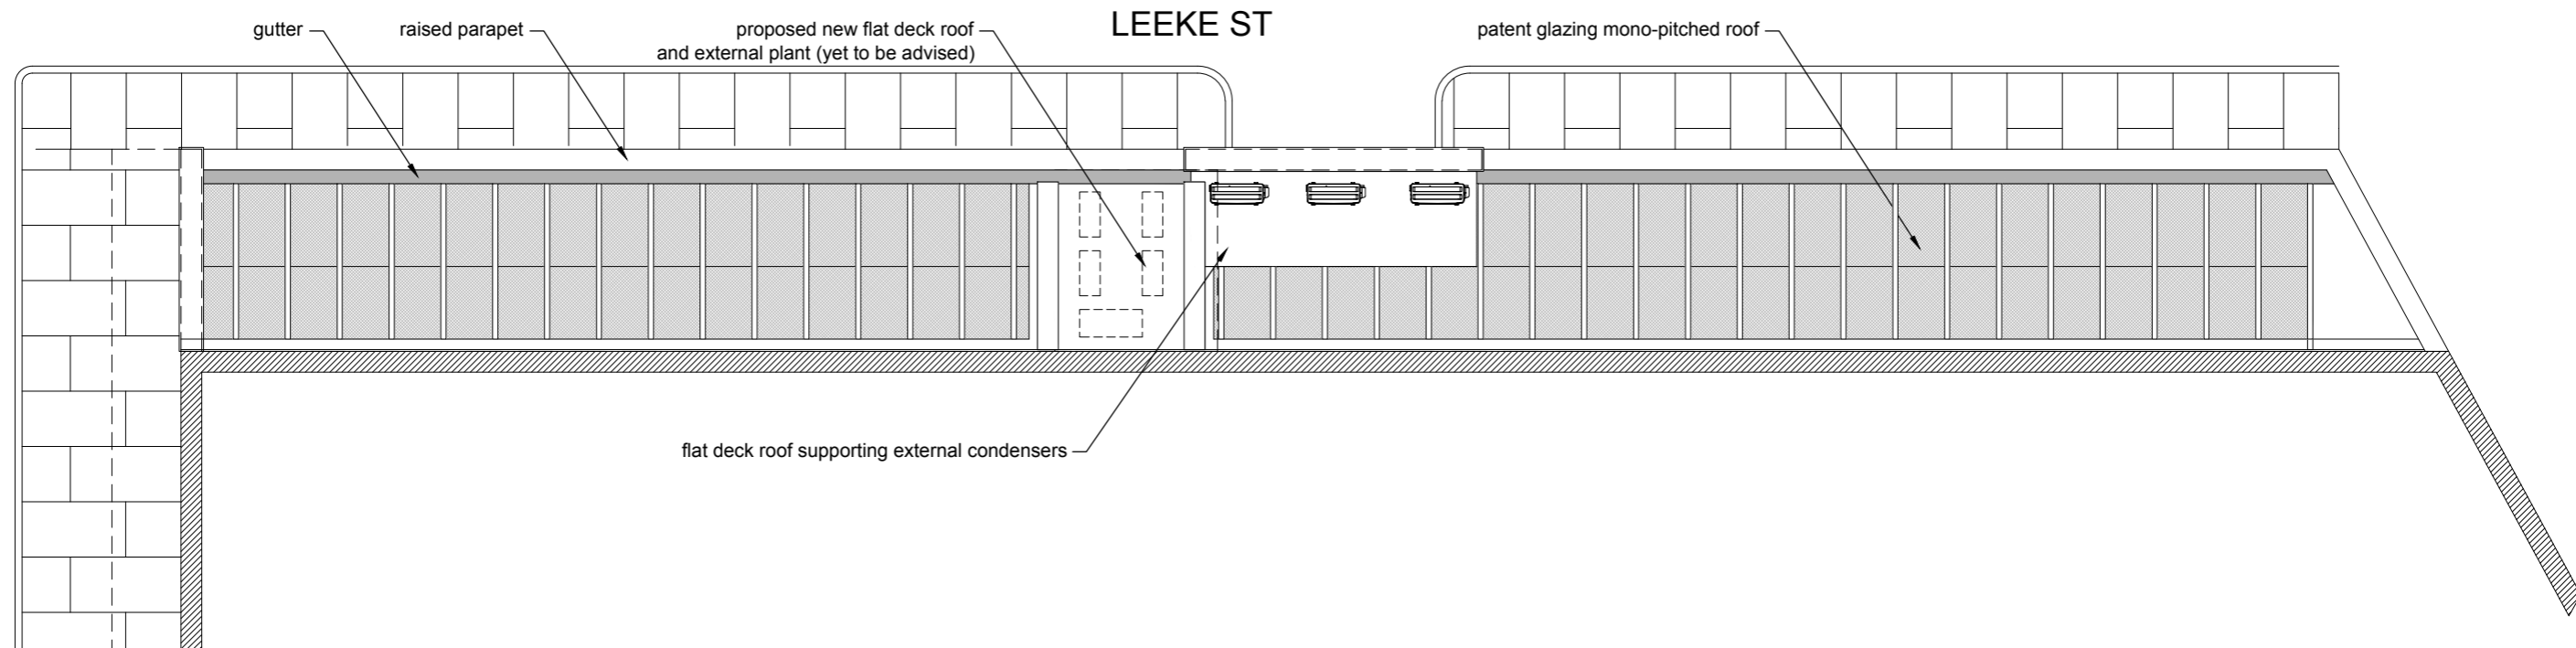 LEEKE ST
gutter
raised parapet
proposed new flat deck roof
and external plant (yet to be advised)
patent glazing mono-pitched roof
flat deck roof supporting external condensers